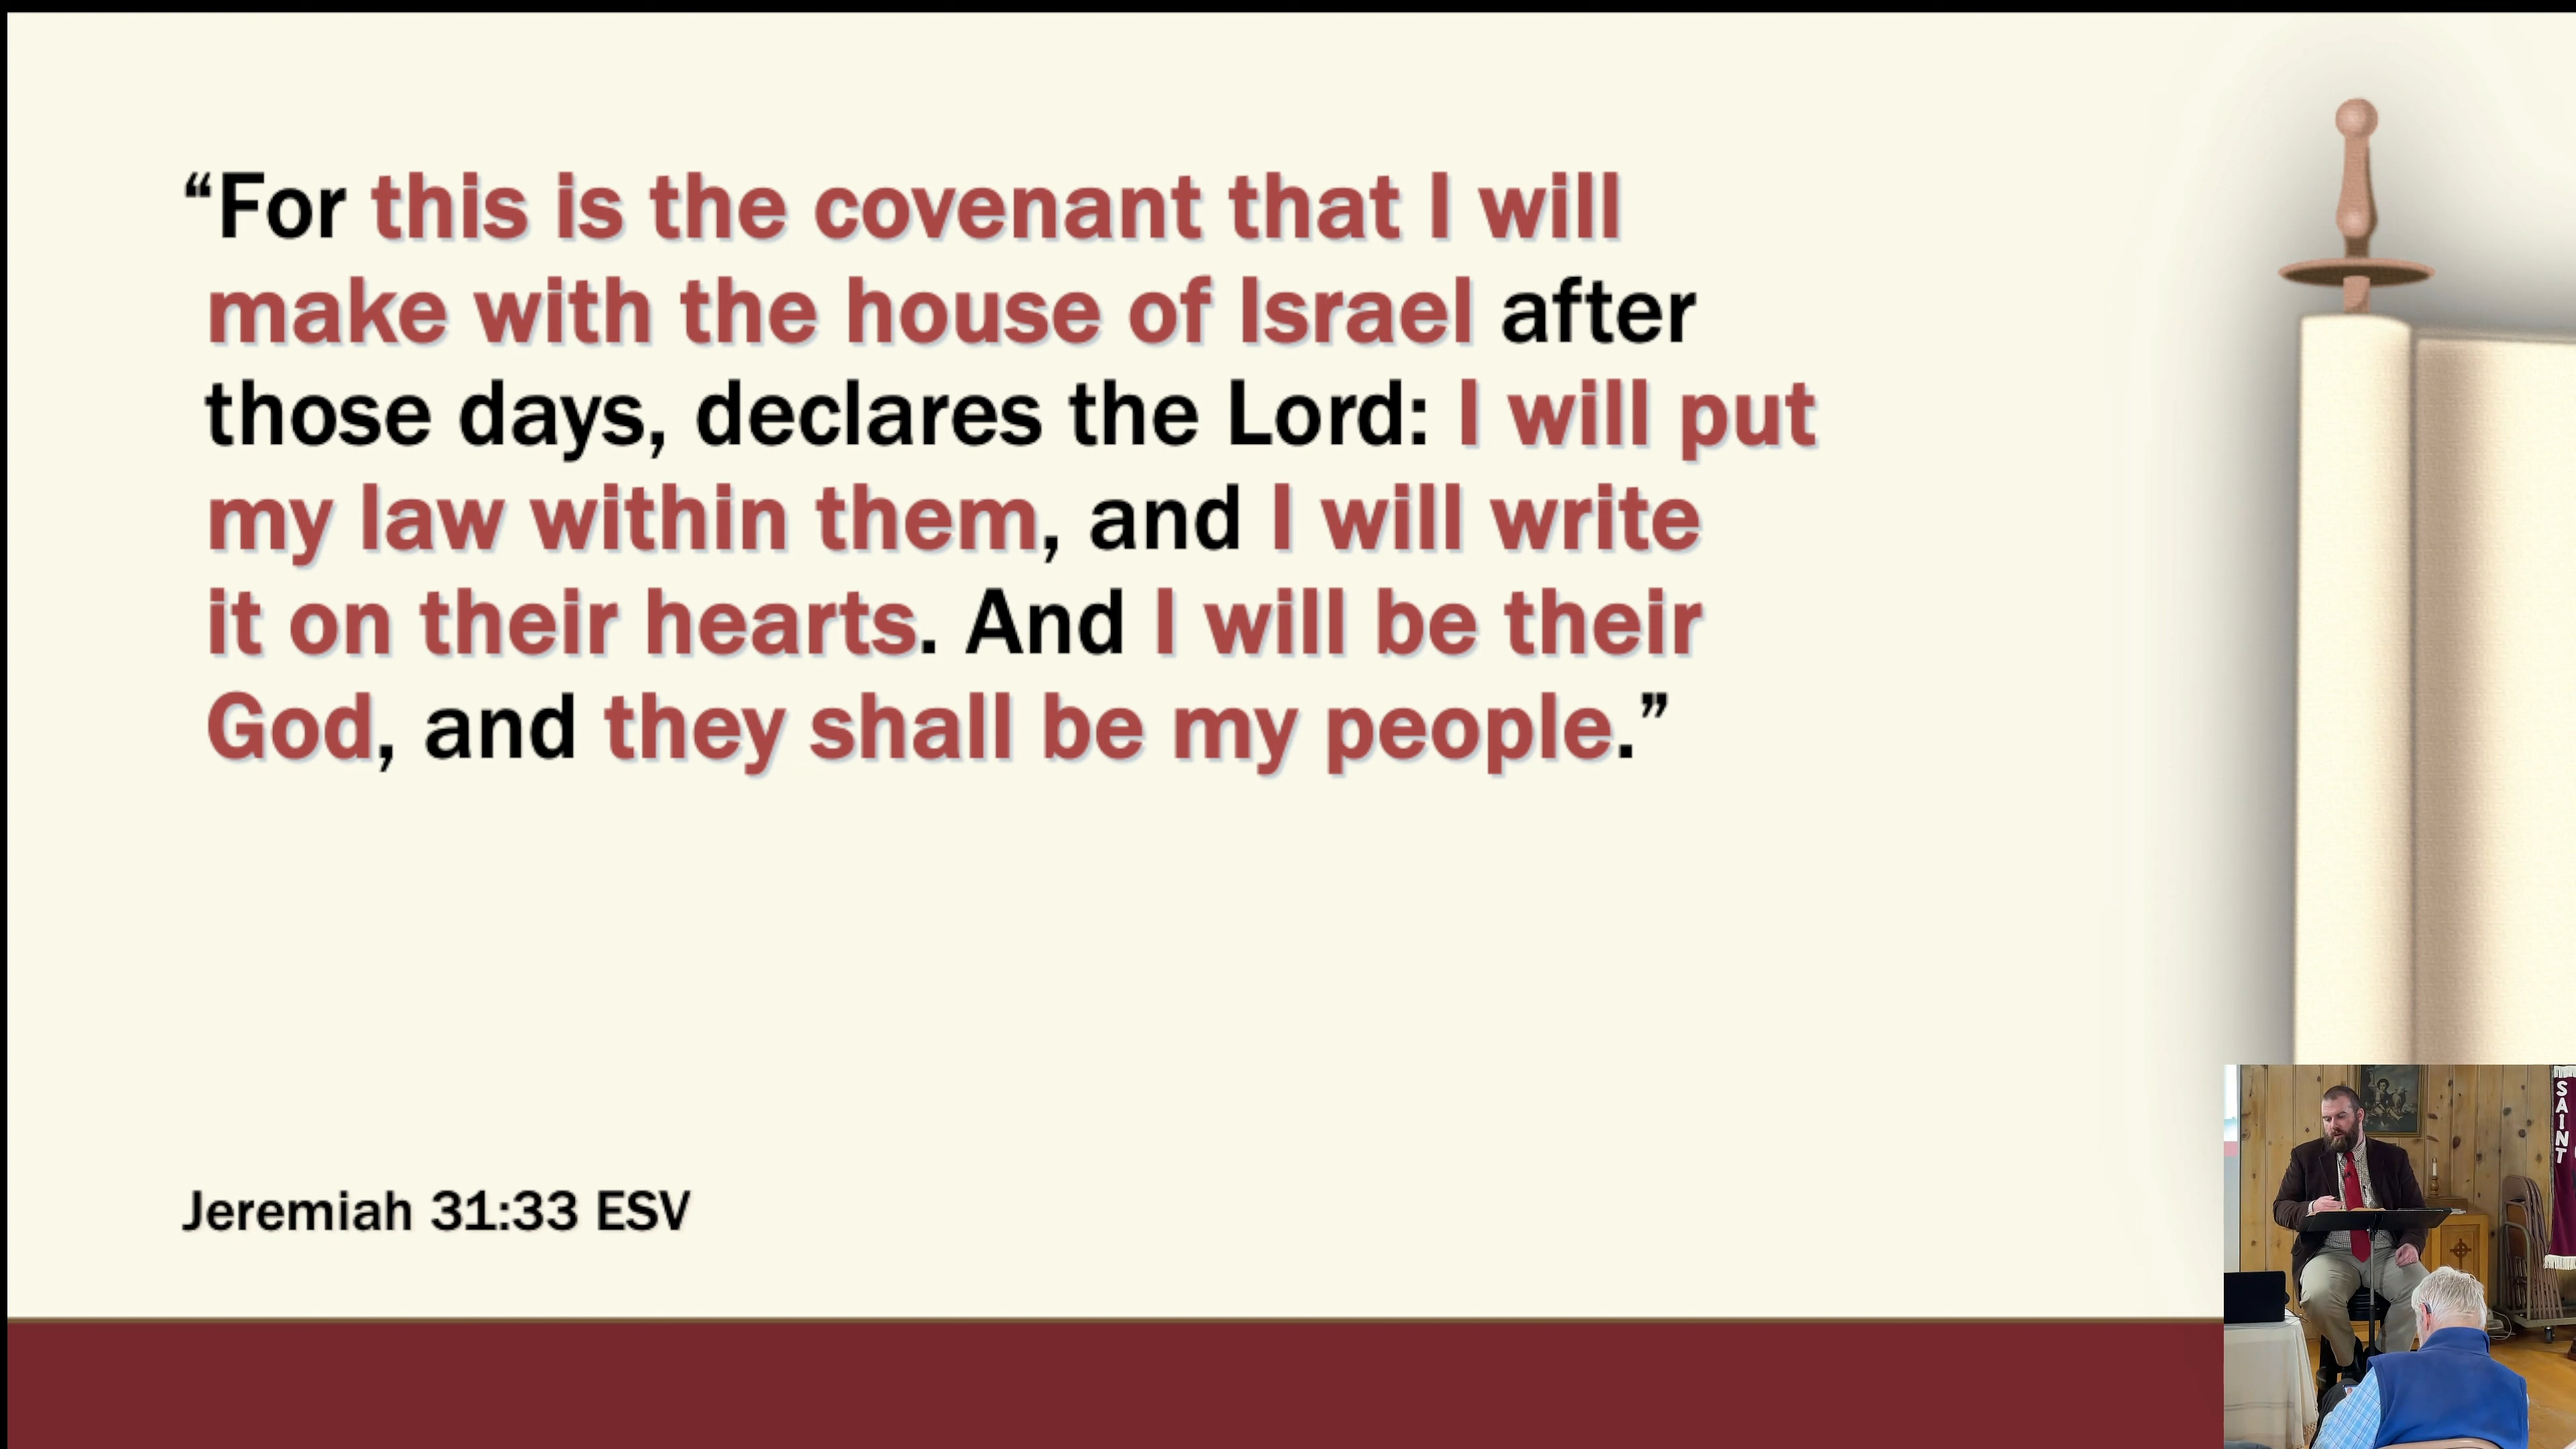 “For this is the covenant that I will
make with the house of Israel after
those days, declares the Lord: I will put
my law within them, and I will write
it on their hearts. And I will be their
God, and they shall be my people.”
Jeremiah 31:33 ESV
SAINT